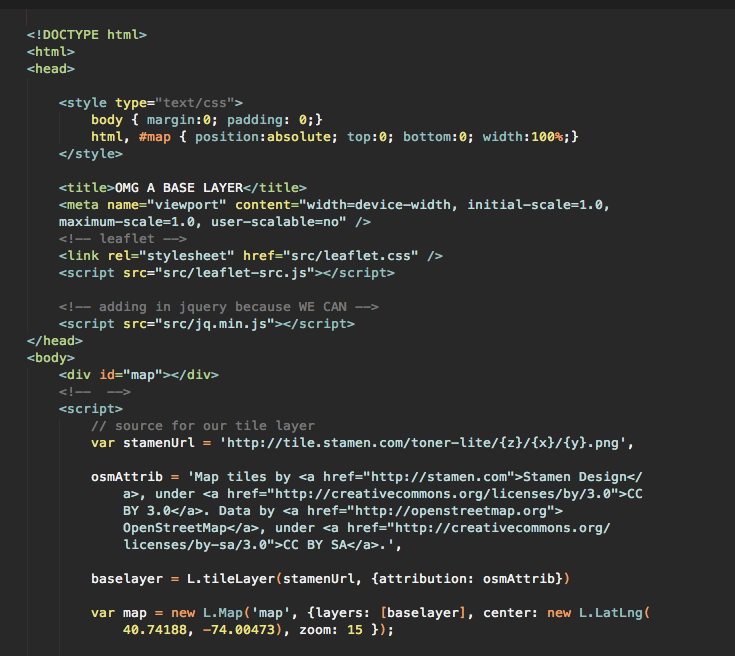 <!DOCTYPE html>
<html>
<head>
<style type="text/css">
body { margin:0; padding: 0;}
html, #map { position:absolute; top:0; bottom:0; width:100%;}
</style>
<title>OMG A BASE LAYER</title>
<meta name="viewport" content="width=device-width, initial-scale=1.0,
maximum-scale=1.0, user-scalable=no" />
<!-- leaflet -->
<link rel="stylesheet" href="src/leaflet.css" />
<script src="src/leaflet-src.js"></script>
<!-- adding in jquery because WE CAN -->
<script src="src/jq.min.js"></script>
</head>
<body>
<div id="map"></div>
<!--  -->
<script>
// source for our tile layer
var stamenUrl = 'http://tile.stamen.com/toner-lite/{z}/{x}/{y}.png',
osmAttrib = 'Map tiles by <a href="http://stamen.com">Stamen Design</
a>, under <a href="http://creativecommons.org/licenses/by/3.0">CC
BY 3.0</a>. Data by <a href="http://openstreetmap.org">
OpenStreetMap</a>, under <a href="http://creativecommons.org/
licenses/by-sa/3.0">CC BY SA</a>.',
baselayer = L.tileLayer(stamenUrl, {attribution: osmAttrib})
var map = new L.Map('map', {layers: [baselayer], center: new L.LatLng(
40.74188, -74.00473), zoom: 15 });